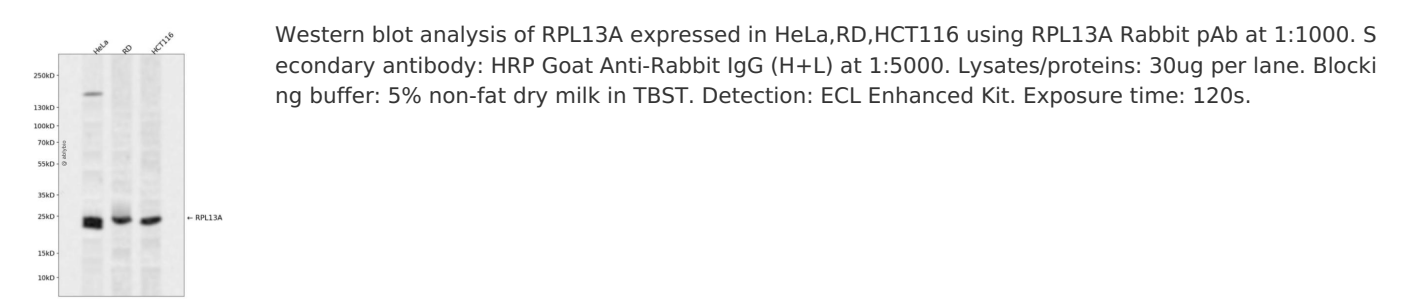 HeLa
RD
HCT116
250kD
130kD
100kD
70kD
55kD
35kD
25kD
← RPL13A
15kD
10kD
Western blot analysis of RPL13A expressed in HeLa,RD,HCT116 using RPL13A Rabbit pAb at 1:1000. S
econdary antibody: HRP Goat Anti-Rabbit IgG (H+L) at 1:5000. Lysates/proteins: 30ug per lane. Blocki
ng buffer: 5% non-fat dry milk in TBST. Detection: ECL Enhanced Kit. Exposure time: 120s.